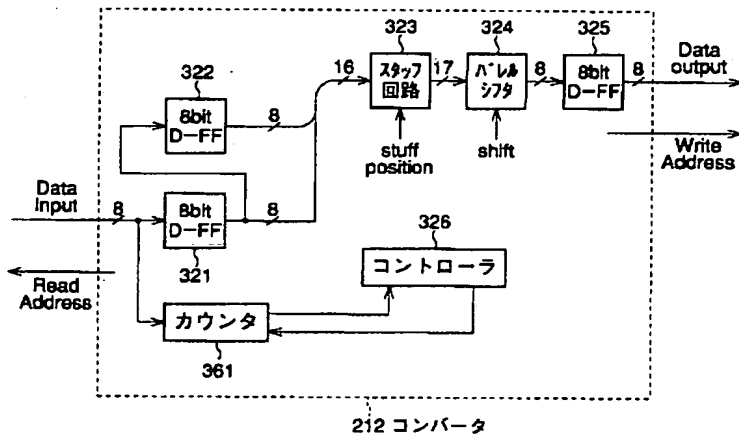 322
8bit
D-FF
8
16
323
スタッフ
回路
stuff
position
17
324
バレル
シフタ
shift
8
325
8bit
D-FF
8
Data
output
Write
Address
Data
Input
8
8bit
D-FF
8
321
Read
Address
326
コントローラ
カウンタ
361
212 コンバータ